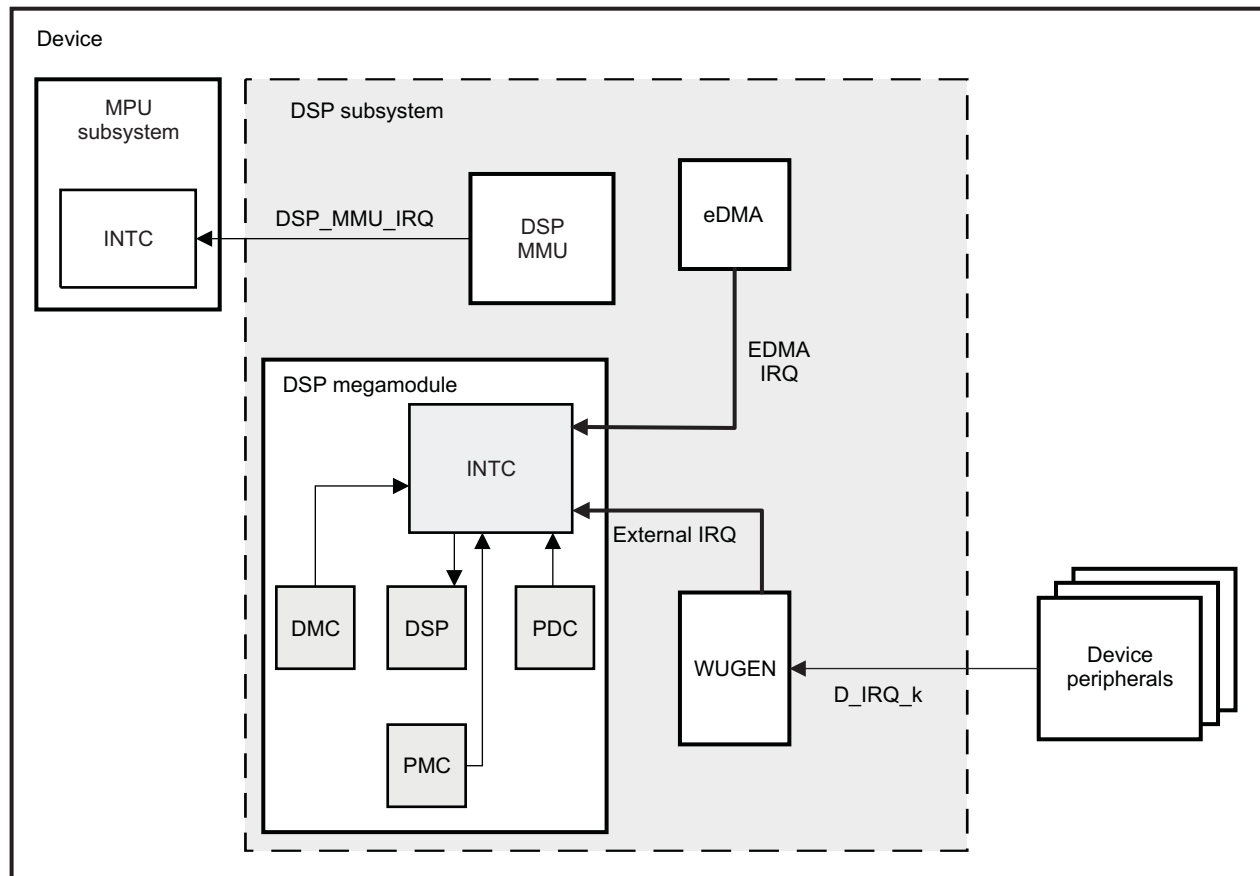 Device
MPU
subsystem
DSP subsystem
INTC
DSP_MMU_IRQ
DSP
MMU
eDMA
EDMA
IRQ
DSP megamodule
INTC
External IRQ
DMC
DSP
PDC
WUGEN
D_IRQ_k
Device
peripherals
PMC